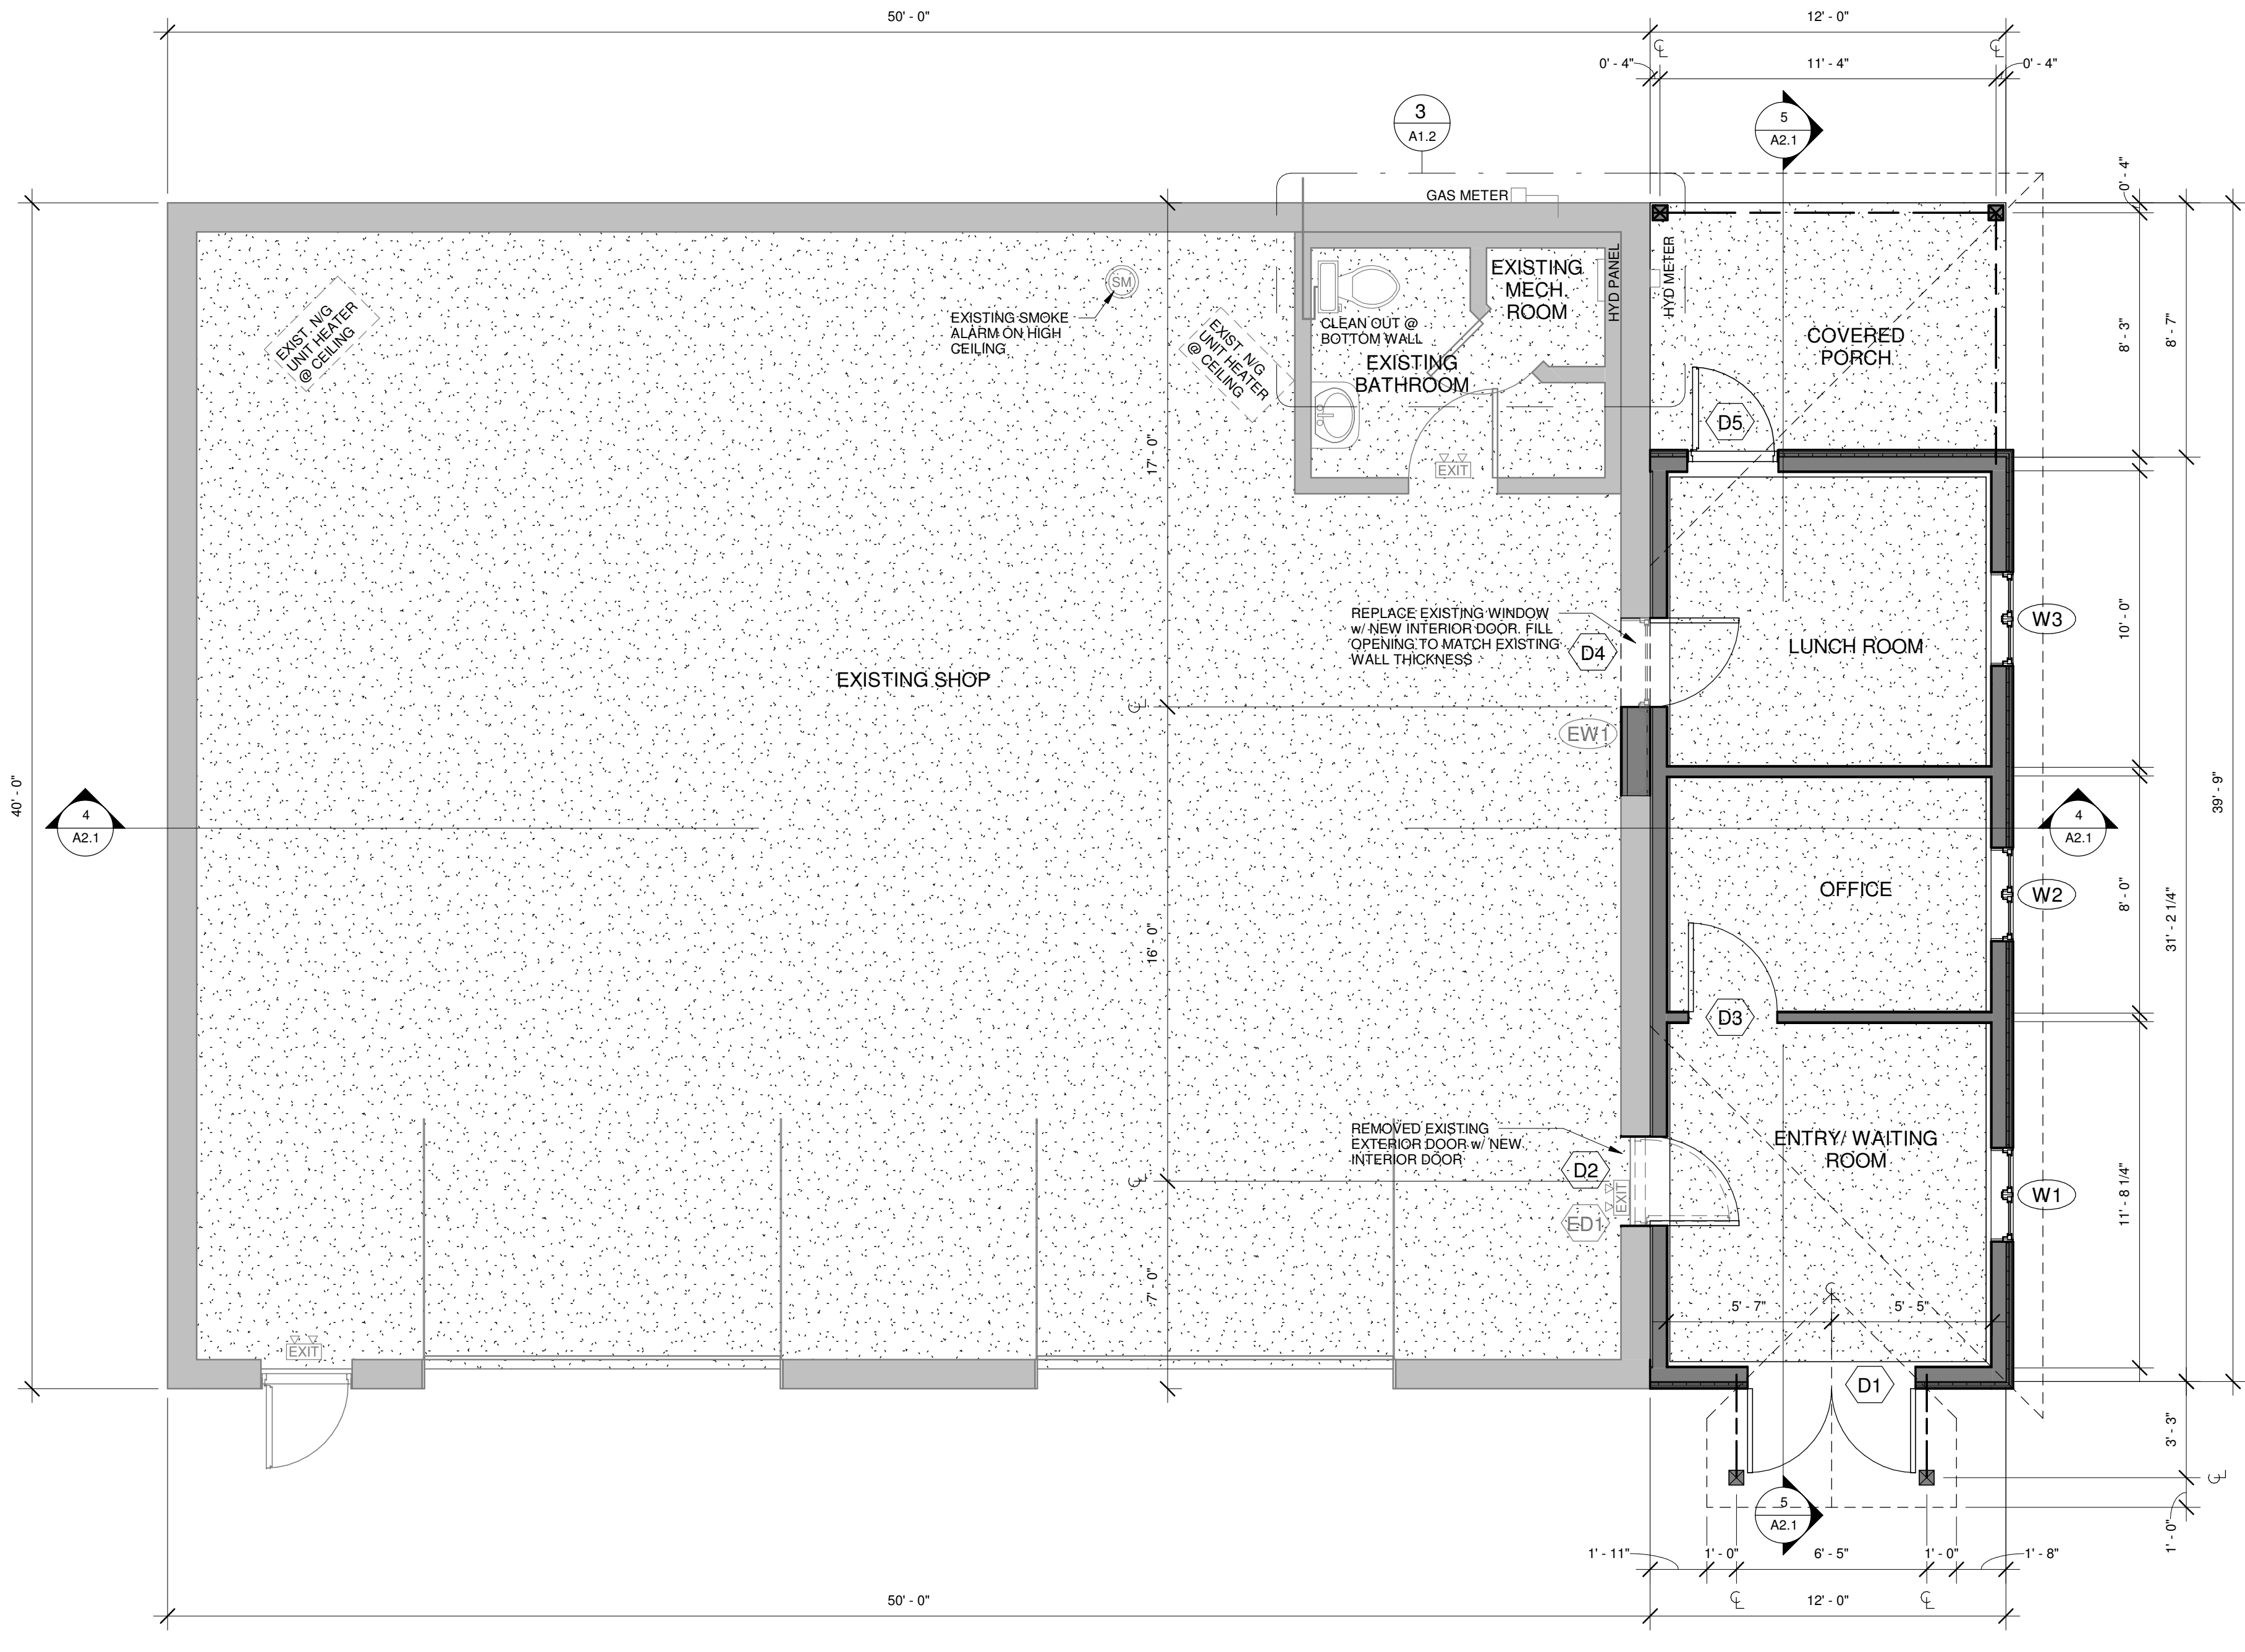 50' - 0"
12' - 0"
0' - 4"
11' - 4"
0' - 4"
3
A1.2
5
A2.1
0' - 4"
GAS METER
HYD PANEL
HYD METER
EXIST. N/G
UNIT HEATER
@ CEILING
SM
EXISTING SMOKE
ALARM ON HIGH
CEILING
EXIST. N/G
UNIT HEATER
@ CEILING
EXISTING
MECH.
ROOM
CLEAN OUT @
BOTTOM WALL
EXISTING
BATHROOM
EXIT
COVERED
PORCH
8' - 3"
8' - 7"
D5
17' - 0"
REPLACE EXISTING WINDOW
w/ NEW INTERIOR DOOR. FILL
OPENING TO MATCH EXISTING
WALL THICKNESS
D4
LUNCH ROOM
W3
10' - 0"
EXISTING SHOP
EW1
40' - 0"
39' - 9"
4
A2.1
4
A2.1
OFFICE
W2
8' - 0"
31' - 2 1/4"
16' - 0"
D3
REMOVED EXISTING
EXTERIOR DOOR w/ NEW
INTERIOR DOOR
D2
EXIT
ED1
ENTRY/ WAITING
ROOM
W1
11' - 8 1/4"
7' - 0"
5' - 7"
5' - 5"
EXIT
D1
3' - 3"
5
A2.1
1' - 0"
1' - 11"
1' - 0"
6' - 5"
1' - 0"
1' - 8"
50' - 0"
12' - 0"